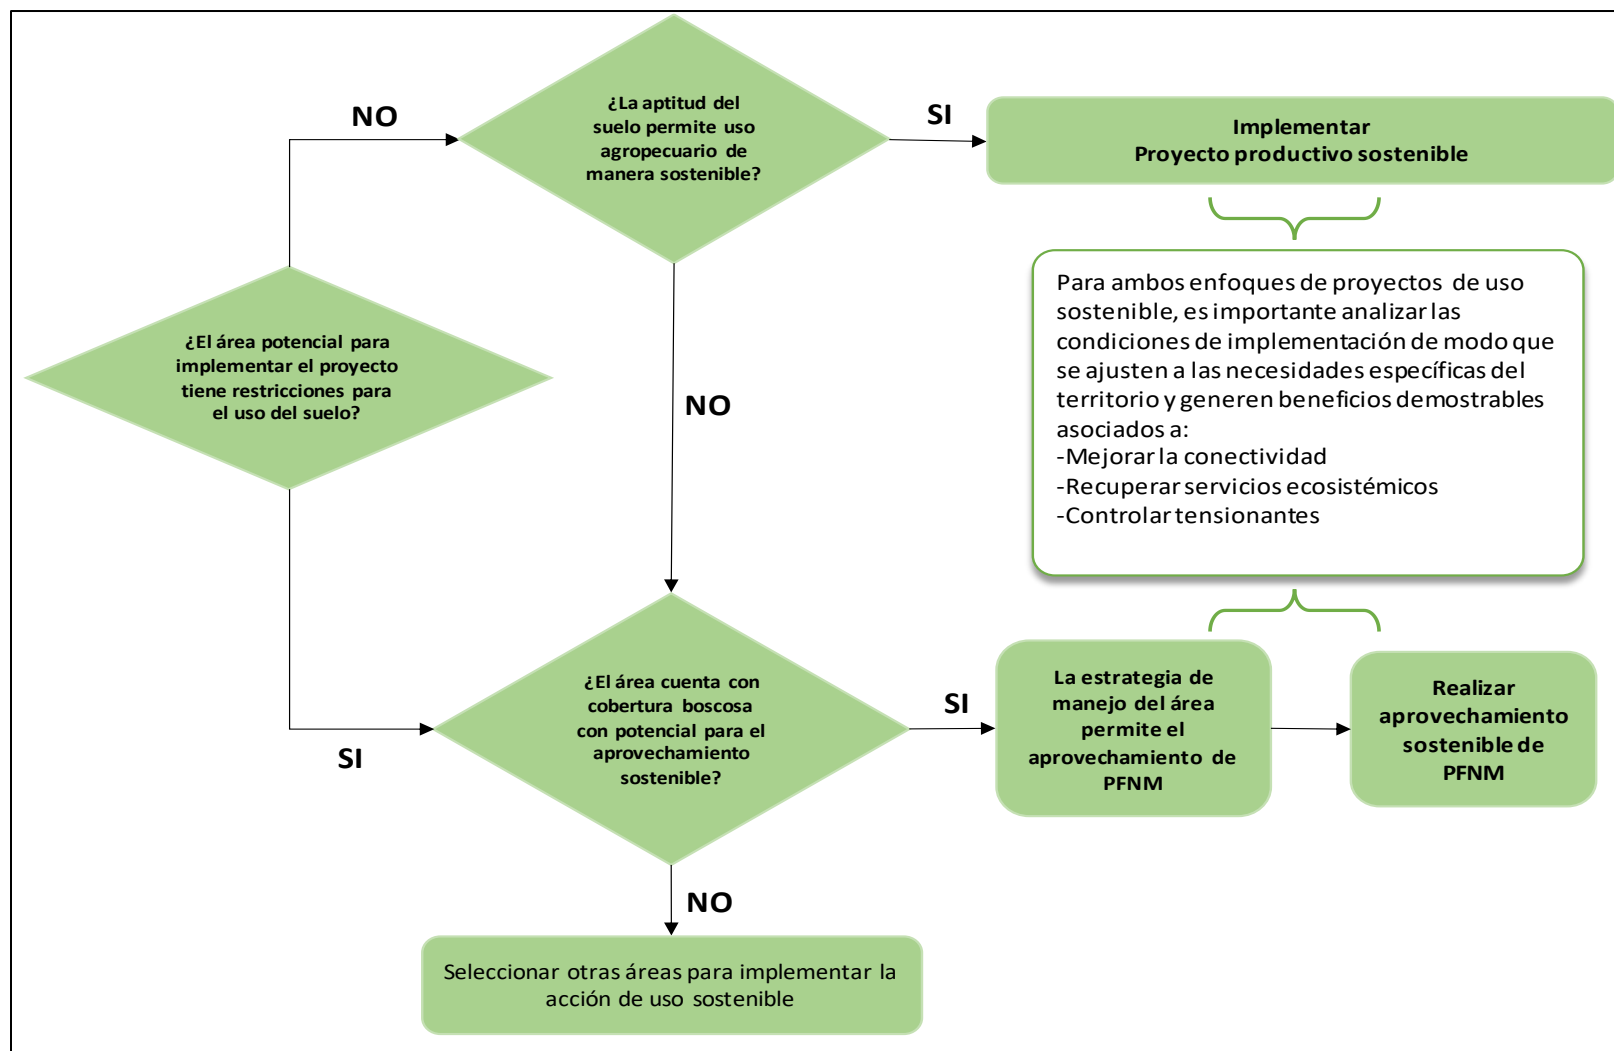 NO
¿La aptitud del
suelo permite uso
agropecuario de
manera sostenible?
SI
Implementar
Proyecto productivo sostenible
¿El área potencial para
implementar el proyecto
tiene restricciones para
el uso del suelo?
NO
Para ambos enfoques de proyectos de uso
sostenible, es importante analizar las
condiciones de implementación de modo que
se ajusten a las necesidades específicas del
territorio y generen beneficios demostrables
asociados a:
-Mejorar la conectividad
-Recuperar servicios ecosistémicos
-Controlar tensionantes
SI
¿El área cuenta con
cobertura boscosa
con potencial para el
aprovechamiento
sostenible?
SI
La estrategia de
manejo del área
permite el
aprovechamiento de
PFNM
Realizar
aprovechamiento
sostenible de
PFNM
NO
Seleccionar otras áreas para implementar la
acción de uso sostenible